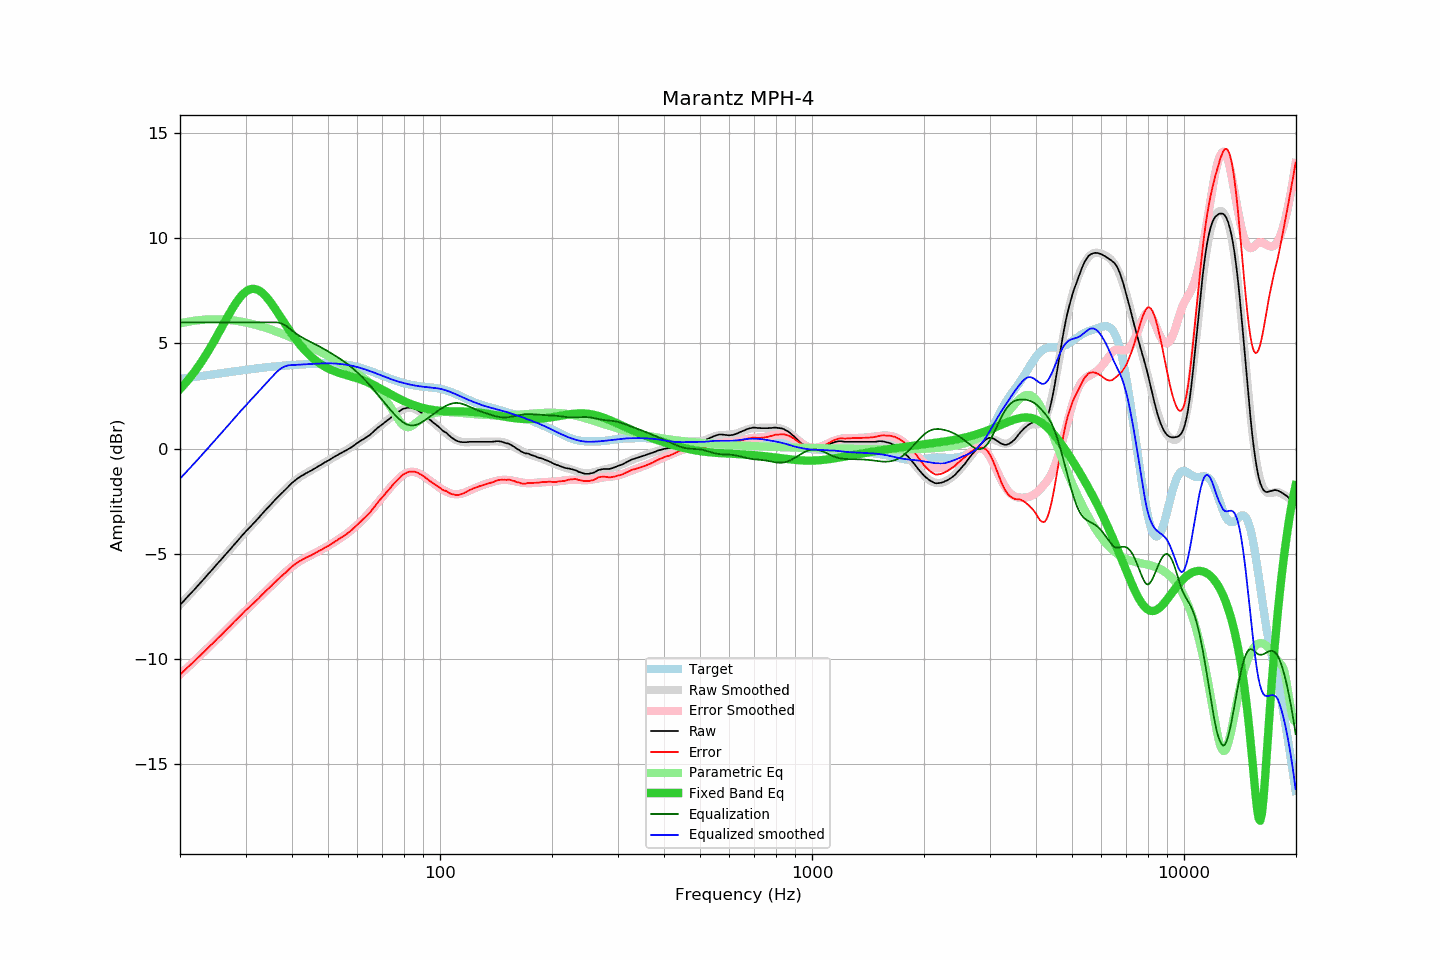 Marantz MPH-4
15
10
5
0
−5
−10
−15
Amplitude (dBr)
Target
Raw Smoothed
Error Smoothed
Raw
Error
Parametric Eq
Fixed Band Eq
Equalization
Equalized smoothed
100
1000
10000
Frequency (Hz)